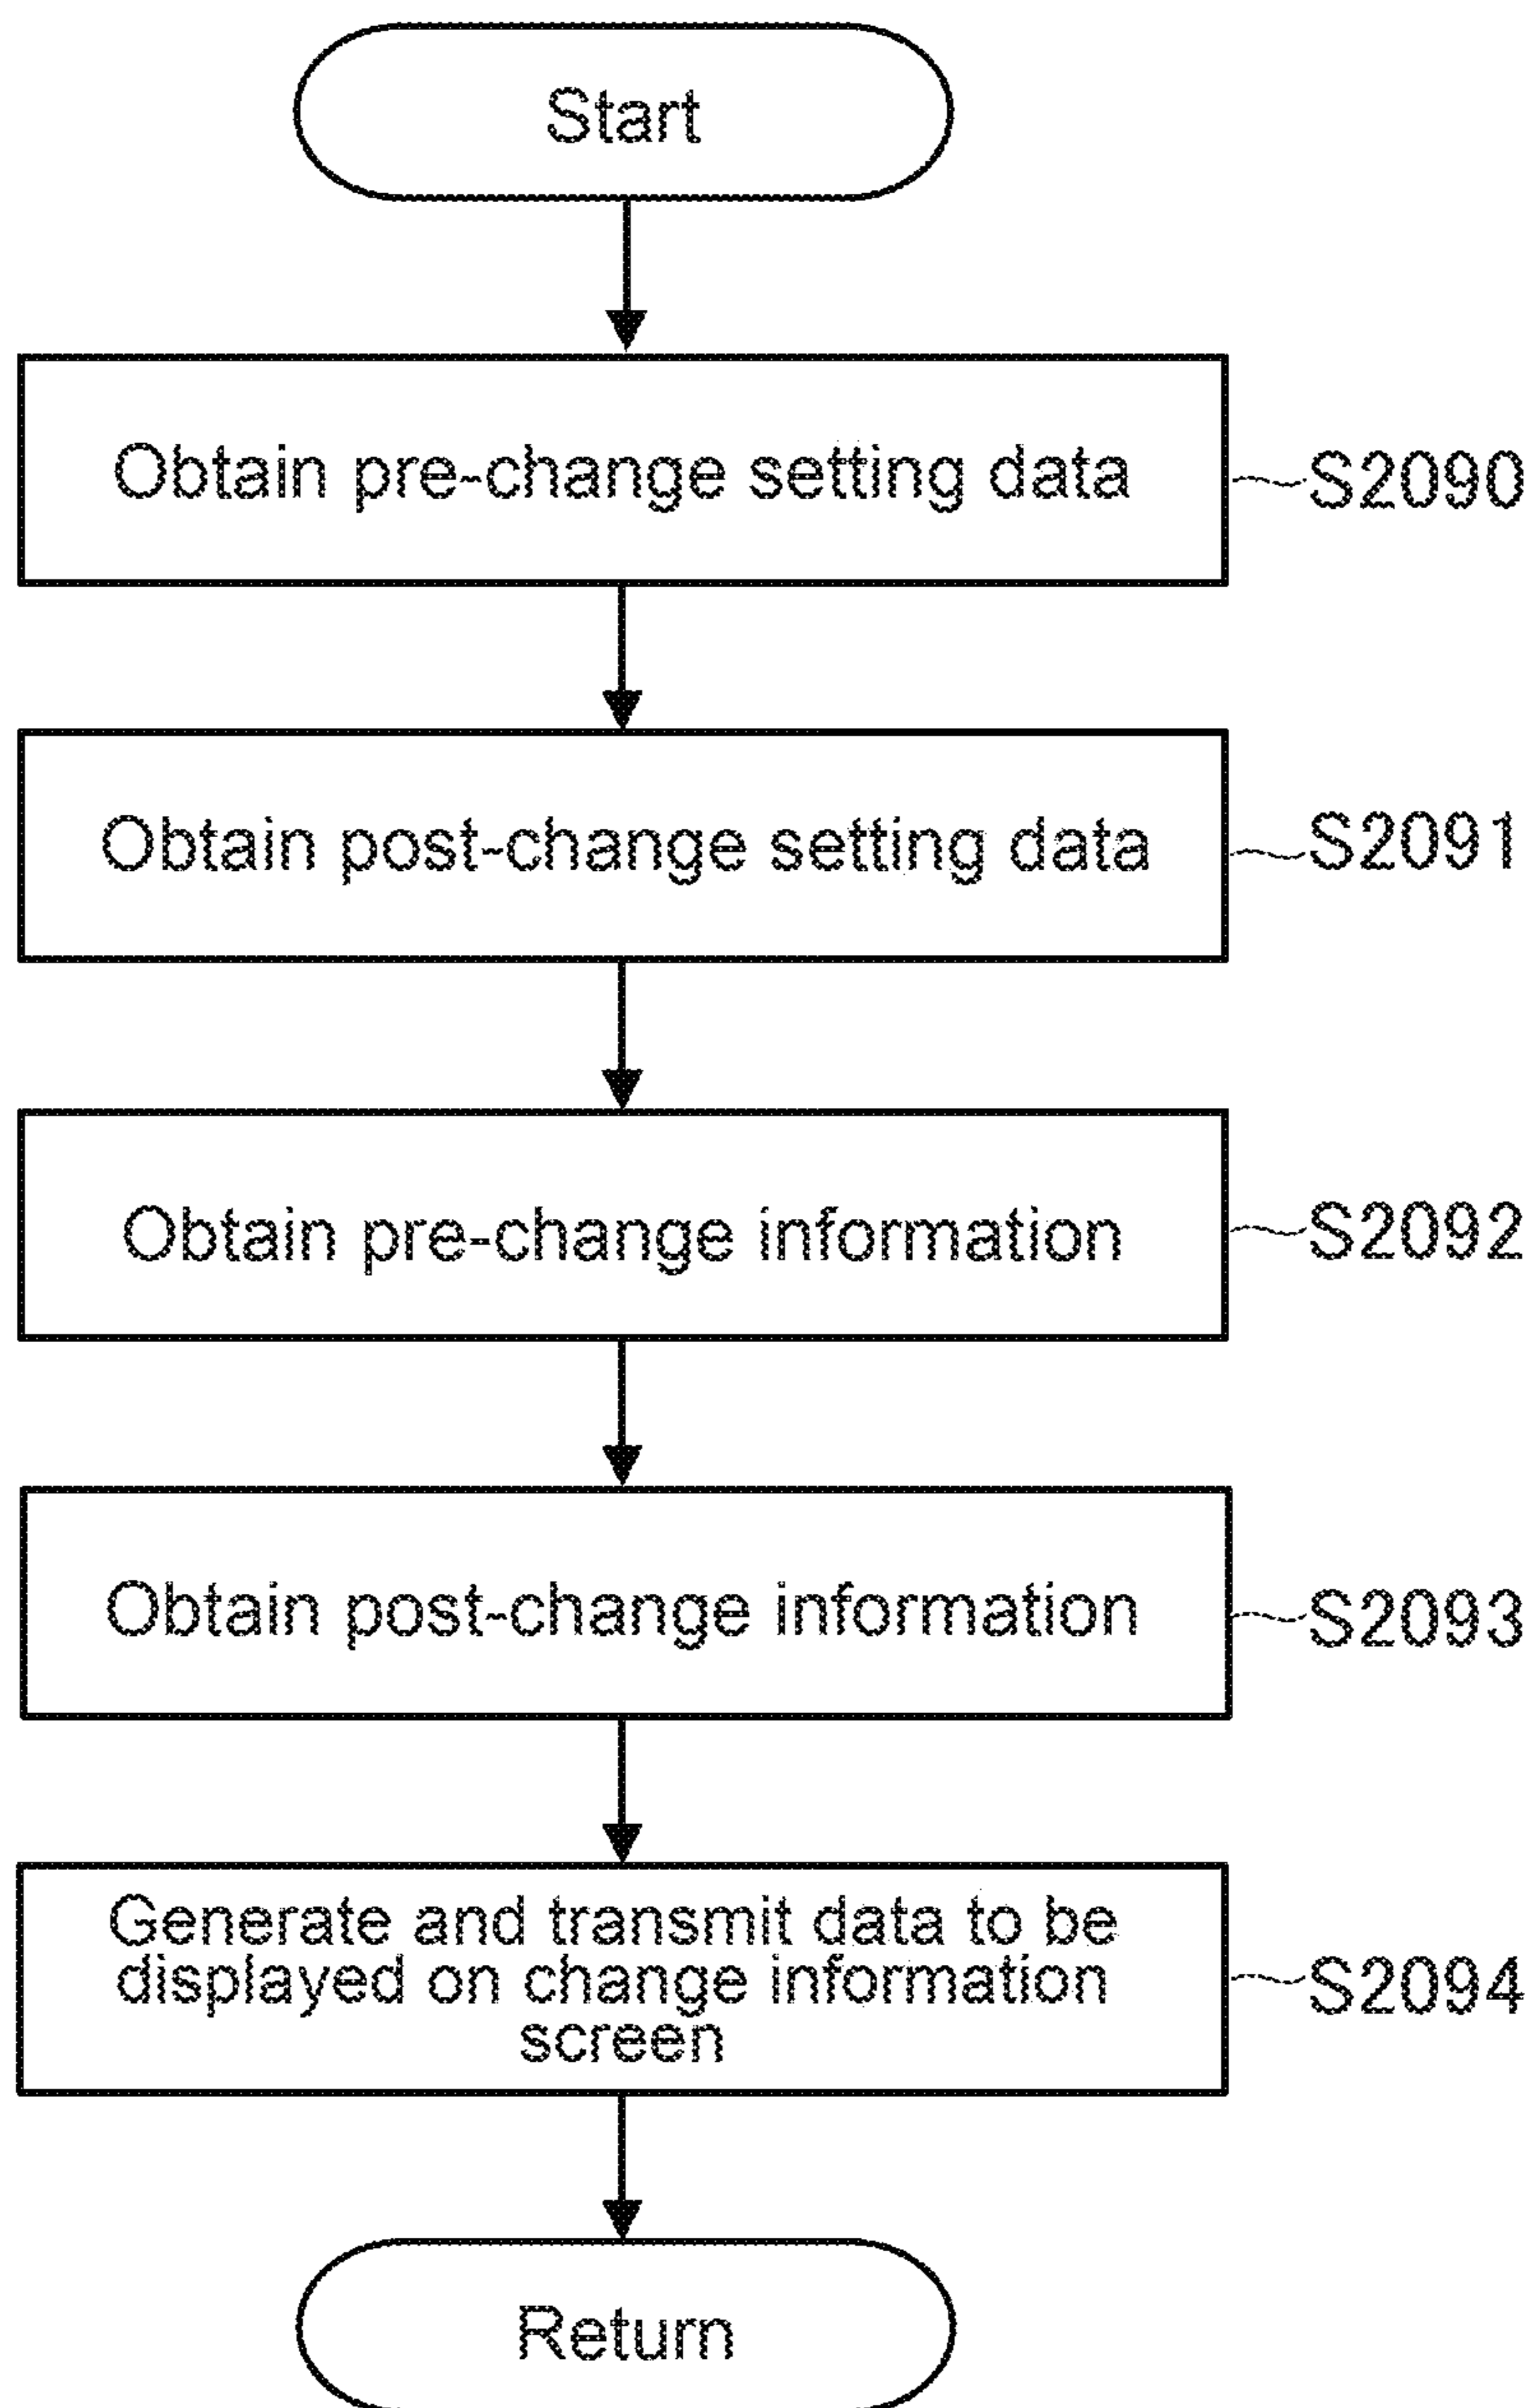 Start
Obtain pre-change setting data
S2090
Obtain post-change setting data
S2091
Obtain pre-change information
S2092
Obtain post-change information
S2093
Generate and transmit data to be
displayed on change information
screen
S2094
Return